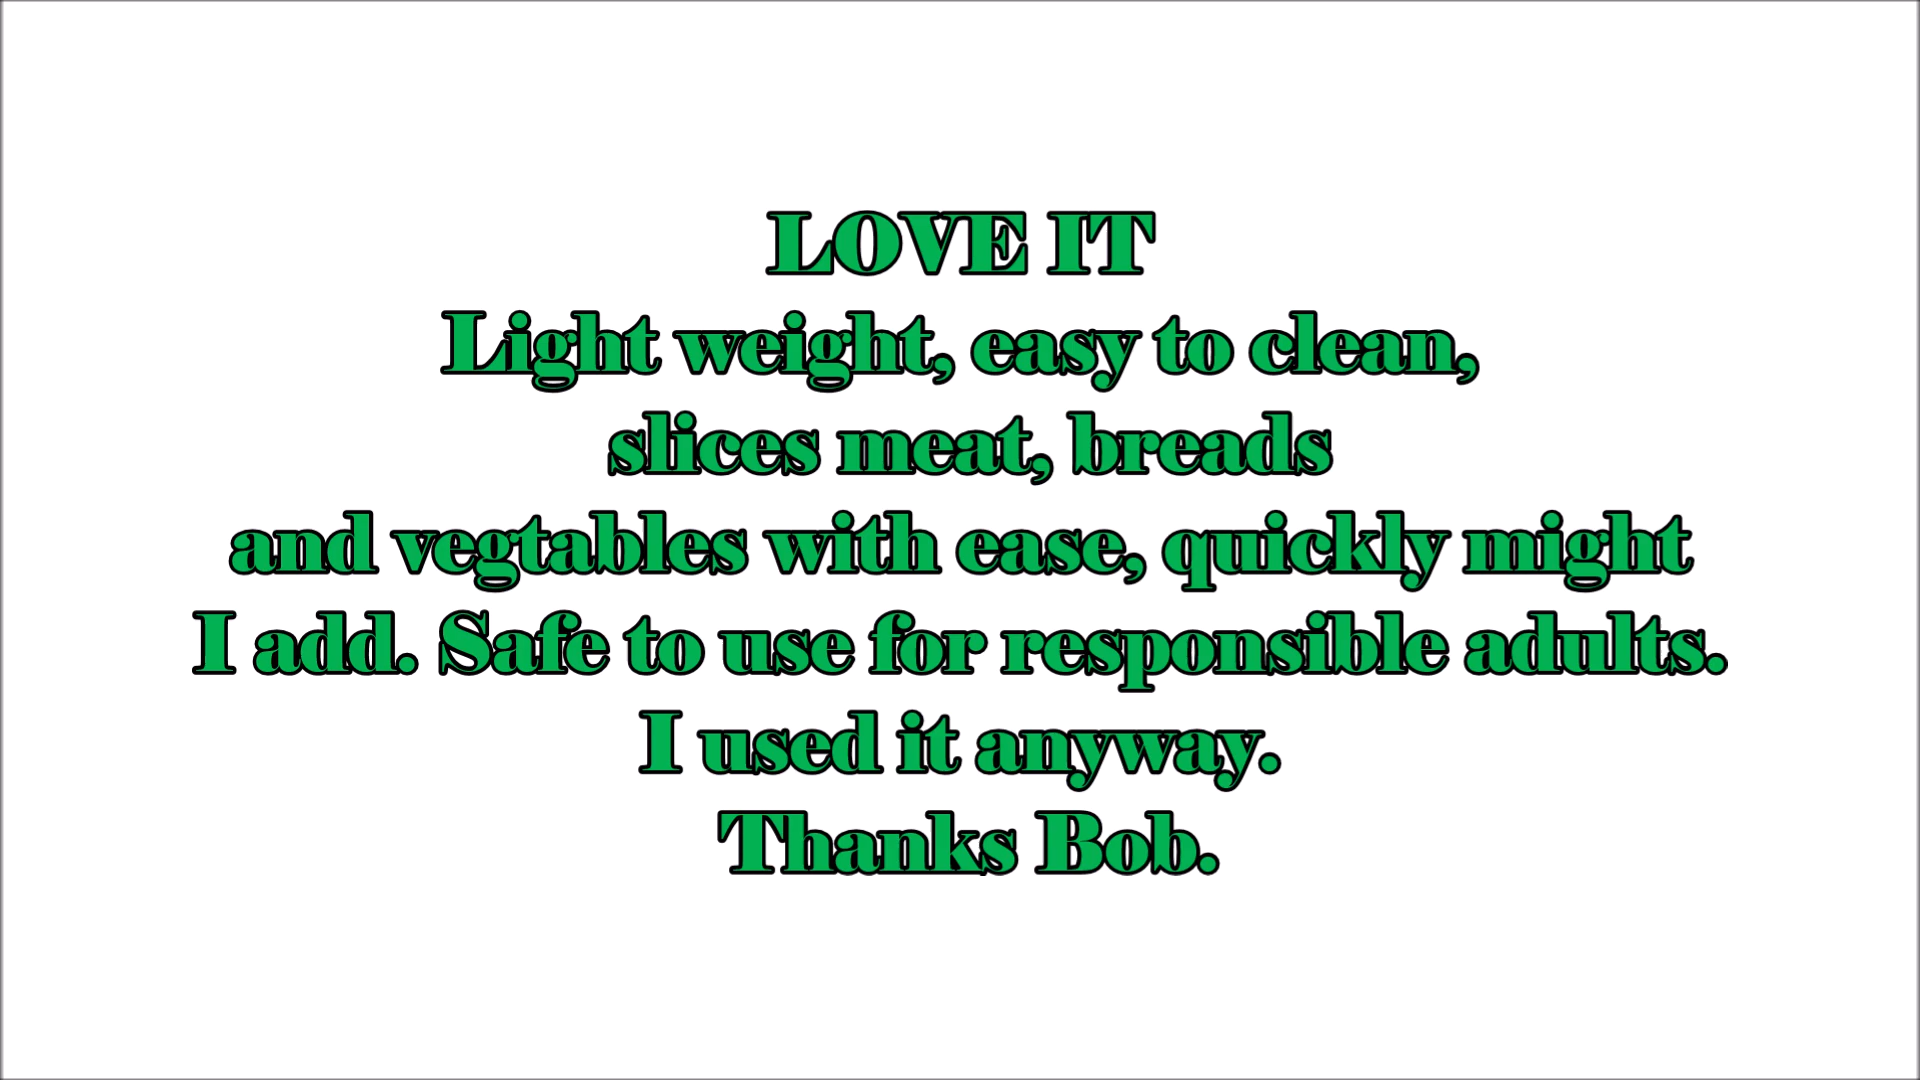 LOVE IT
Light weight, easy to clean,
slices meat, breads
and vegtables with ease, quickly might
I add. Safe to use for responsible adults.
I used it anyway.
Thanks Bob.